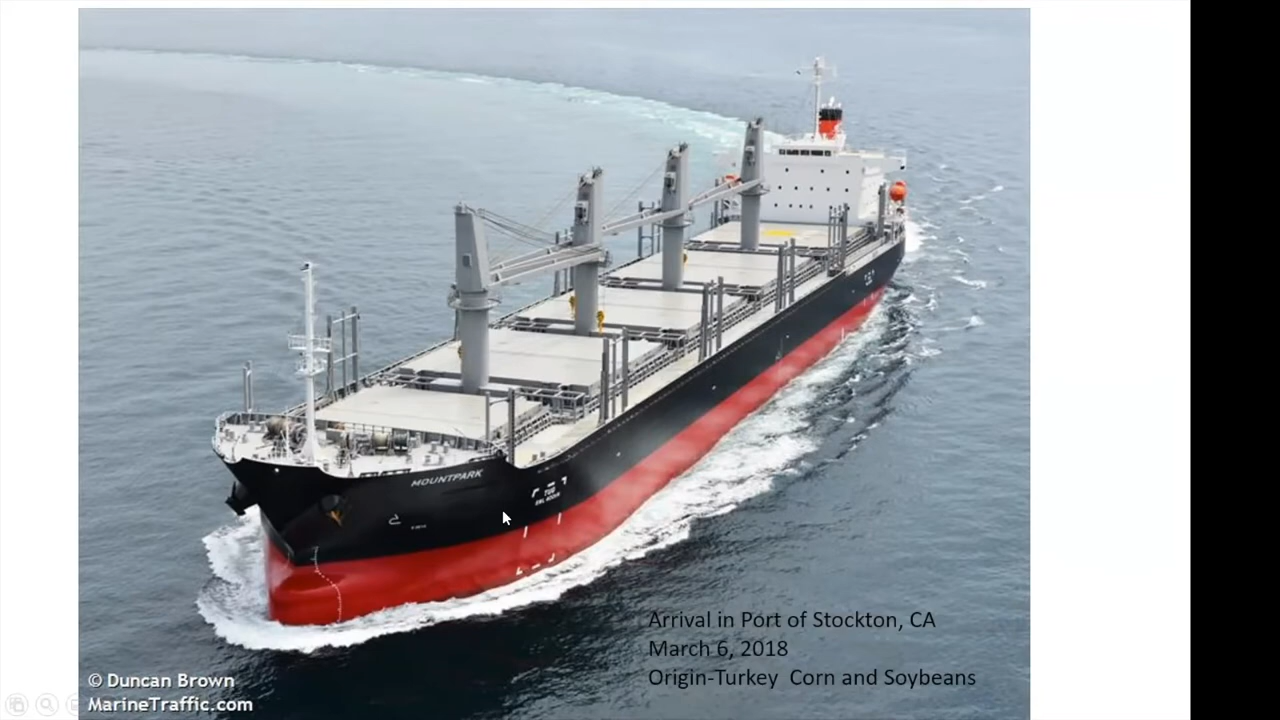 MOUNTPARK
TUG
Arrival in Port of Stockton, CA
March 6, 2018
Origin-Turkey Corn and Soybeans
© Duncan Brown
MarineTraffic.com